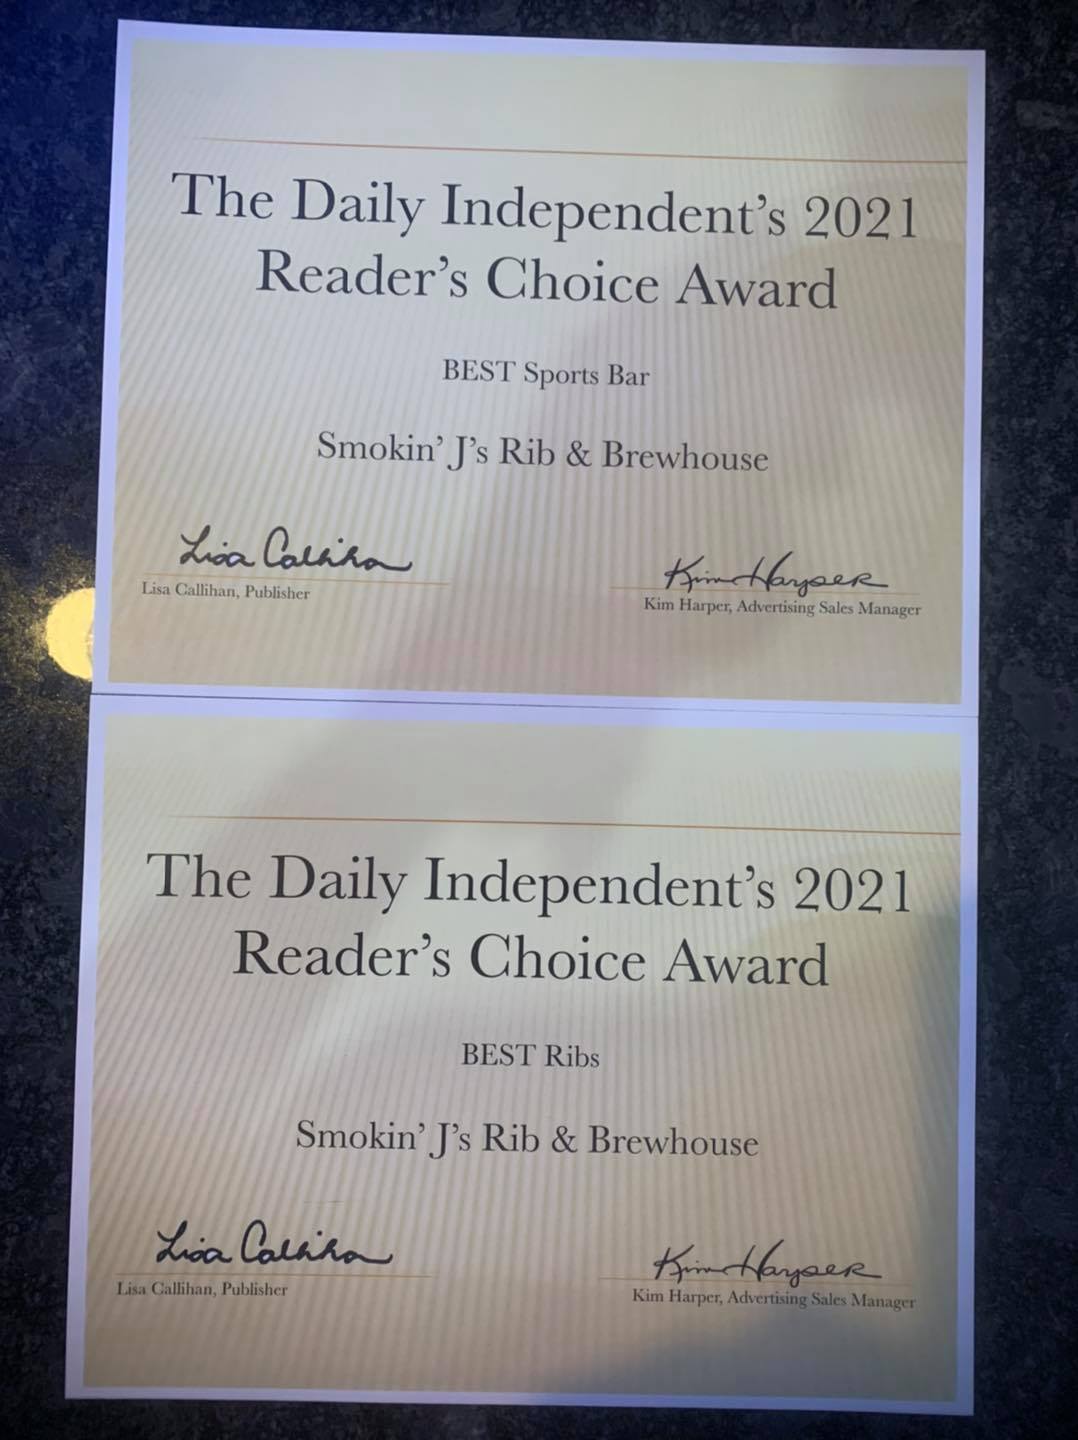 The Daily Independent's 2021
Reader's Choice Award
BEST Sports Bar
Smokin' J's Rib & Brewhouse
Lisa Callihan
Kim Harper
Lisa Callihan, Publisher
Kim Harper, Advertising Sales Manager
The Daily Independent's 2021
Reader's Choice Award
BEST Ribs
Smokin' J's Rib & Brewhouse
Lisa Callihan
Kim Harper
Lisa Callihan, Publisher
Kim Harper, Advertising Sales Manager